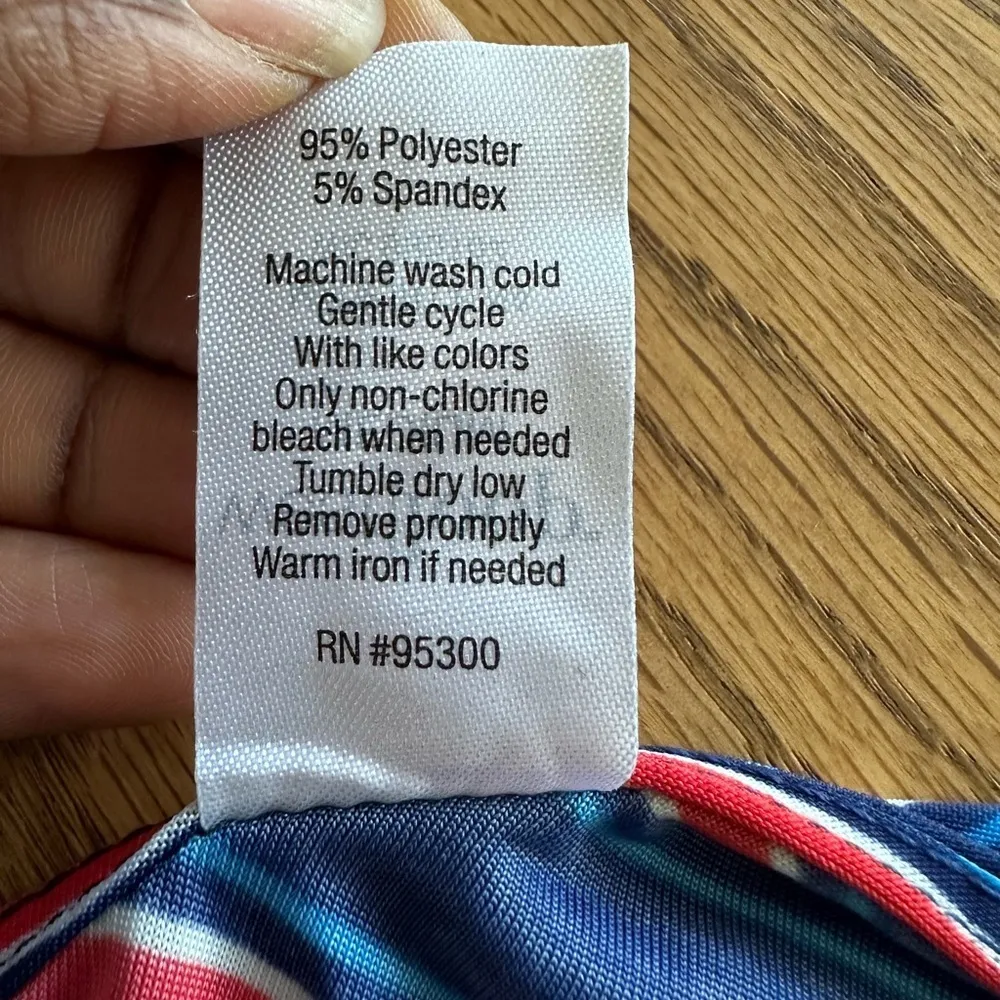 95% Polyester
5% Spandex
Machine wash cold
Gentle cycle
With like colors
Only non-chlorine
bleach when needed
Tumble dry low
Remove promptly
Warm iron if needed
RN #95300